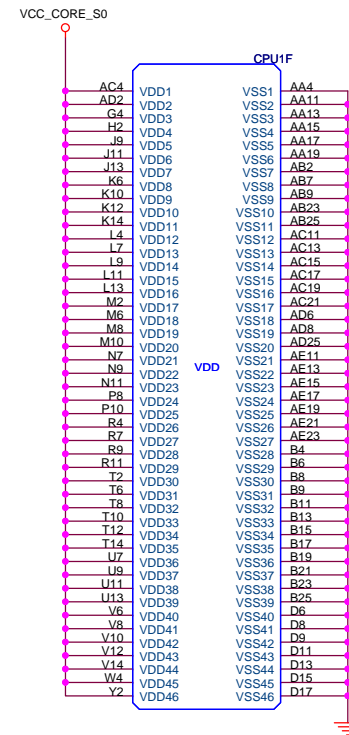 VCC_CORE_S0
CPU1F
AC4 VDD1 VSS1 AA4
AD2 VDD2 VSS2 AA11
G4 VDD3 VSS3 AA13
H2 VDD4 VSS4 AA15
J9 VDD5 VSS5 AA17
J11 VDD6 VSS6 AA19
J13 VDD7 VSS7 AB2
K6 VDD8 VSS8 AB7
K10 VDD9 VSS9 AB9
K12 VDD10 VSS10 AB23
K14 VDD11 VSS11 AB25
L4 VDD12 VSS12 AC11
L7 VDD13 VSS13 AC13
L9 VDD14 VSS14 AC15
L11 VDD15 VSS15 AC17
L13 VDD16 VSS16 AC19
M2 VDD17 VSS17 AC21
M6 VDD18 VSS18 AD6
M8 VDD19 VSS19 AD8
M10 VDD20 VSS20 AD25
N7 VDD21 VSS21 AE11
N9 VDD22 VSS22 AE13
VDD
N11 VDD23 VSS23 AE15
P8 VDD24 VSS24 AE17
P10 VDD25 VSS25 AE19
R4 VDD26 VSS26 AE21
R7 VDD27 VSS27 AE23
R9 VDD28 VSS28 B4
R11 VDD29 VSS29 B6
T2 VDD30 VSS30 B8
T6 VDD31 VSS31 B9
T8 VDD32 VSS32 B11
T10 VDD33 VSS33 B13
T12 VDD34 VSS34 B15
T14 VDD35 VSS35 B17
U7 VDD36 VSS36 B19
U9 VDD37 VSS37 B21
U11 VDD38 VSS38 B23
U13 VDD39 VSS39 B25
V6 VDD40 VSS40 D6
V8 VDD41 VSS41 D8
V10 VDD42 VSS42 D9
V12 VDD43 VSS43 D11
V14 VDD44 VSS44 D13
W4 VDD45 VSS45 D15
Y2 VDD46 VSS46 D17